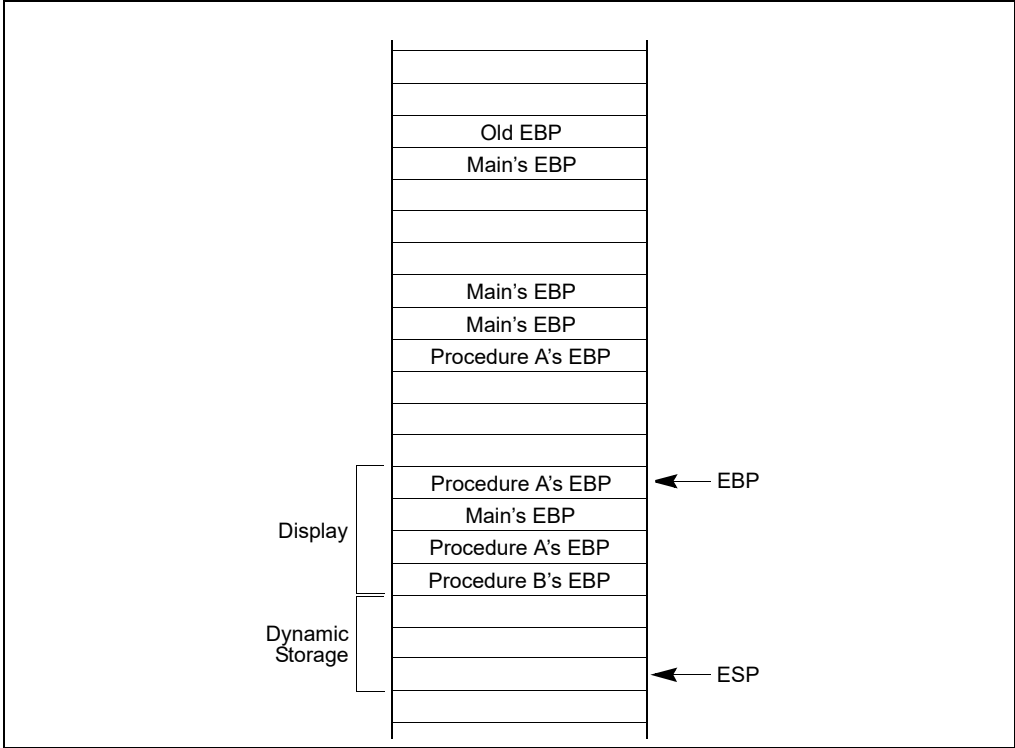 Old EBP
Main’s EBP
Main’s EBP
Main’s EBP
Procedure A’s EBP
Procedure A’s EBP
EBP
Main’s EBP
Display
Procedure A’s EBP
Procedure B’s EBP
Dynamic
Storage
ESP